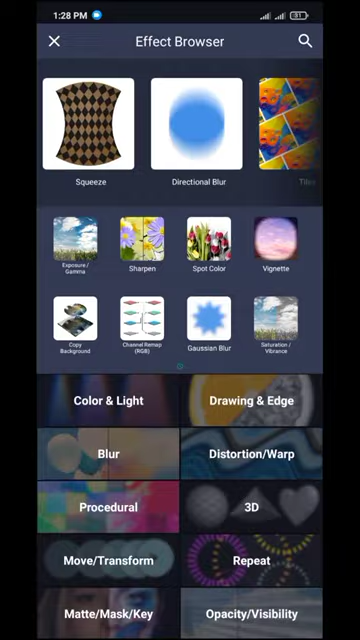 1:28 PM
31
Effect Browser
Squeeze
Directional Blur
Tiles
Exposure /
Gamma
Sharpen
Spot Color
Vignette
Copy
Background
Channel Remap
(RGB)
Gaussian Blur
Saturation /
Vibrance
Color & Light
Drawing & Edge
Blur
Distortion/Warp
Procedural
3D
Move/Transform
Repeat
Matte/Mask/Key
Opacity/Visibility